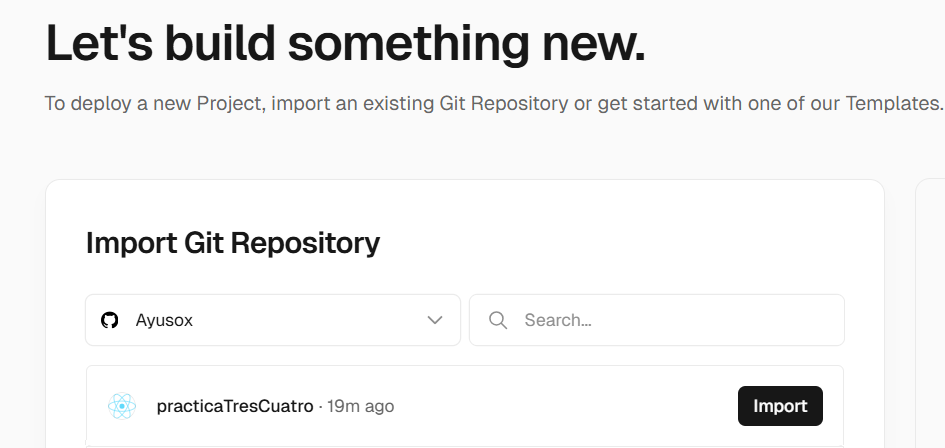 Let's build something new.
To deploy a new Project, import an existing Git Repository or get started with one of our Templates.
Import Git Repository
Ayusox
Search...
practicaTresCuatro · 19m ago
Import